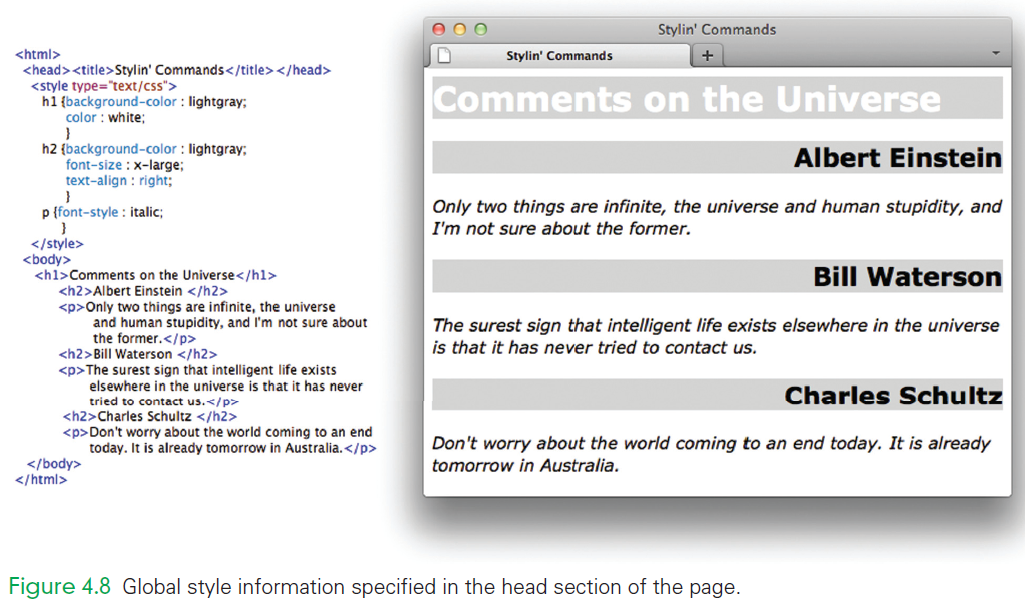 <html>
<head><title>Stylin' Commands</title></head>
<style type="text/css">
h1 {background-color : lightgray;
color : white;
}
h2 {background-color : lightgray;
font-size : x-large;
text-align : right;
}
p {font-style : italic;
}
</style>
<body>
<h1>Comments on the Universe</h1>
<h2>Albert Einstein </h2>
<p>Only two things are infinite, the universe
and human stupidity, and I'm not sure about
the former.</p>
<h2>Bill Waterson </h2>
<p>The surest sign that intelligent life exists
elsewhere in the universe is that it has never
tried to contact us.</p>
<h2>Charles Schultz </h2>
<p>Don't worry about the world coming to an end
today. It is already tomorrow in Australia.</p>
</body>
</html>
Stylin' Commands
Stylin' Commands +
Comments on the Universe
Albert Einstein
Only two things are infinite, the universe and human stupidity, and
I'm not sure about the former.
Bill Waterson
The surest sign that intelligent life exists elsewhere in the universe
is that it has never tried to contact us.
Charles Schultz
Don't worry about the world coming to an end today. It is already
tomorrow in Australia.
Figure 4.8 Global style information specified in the head section of the page.